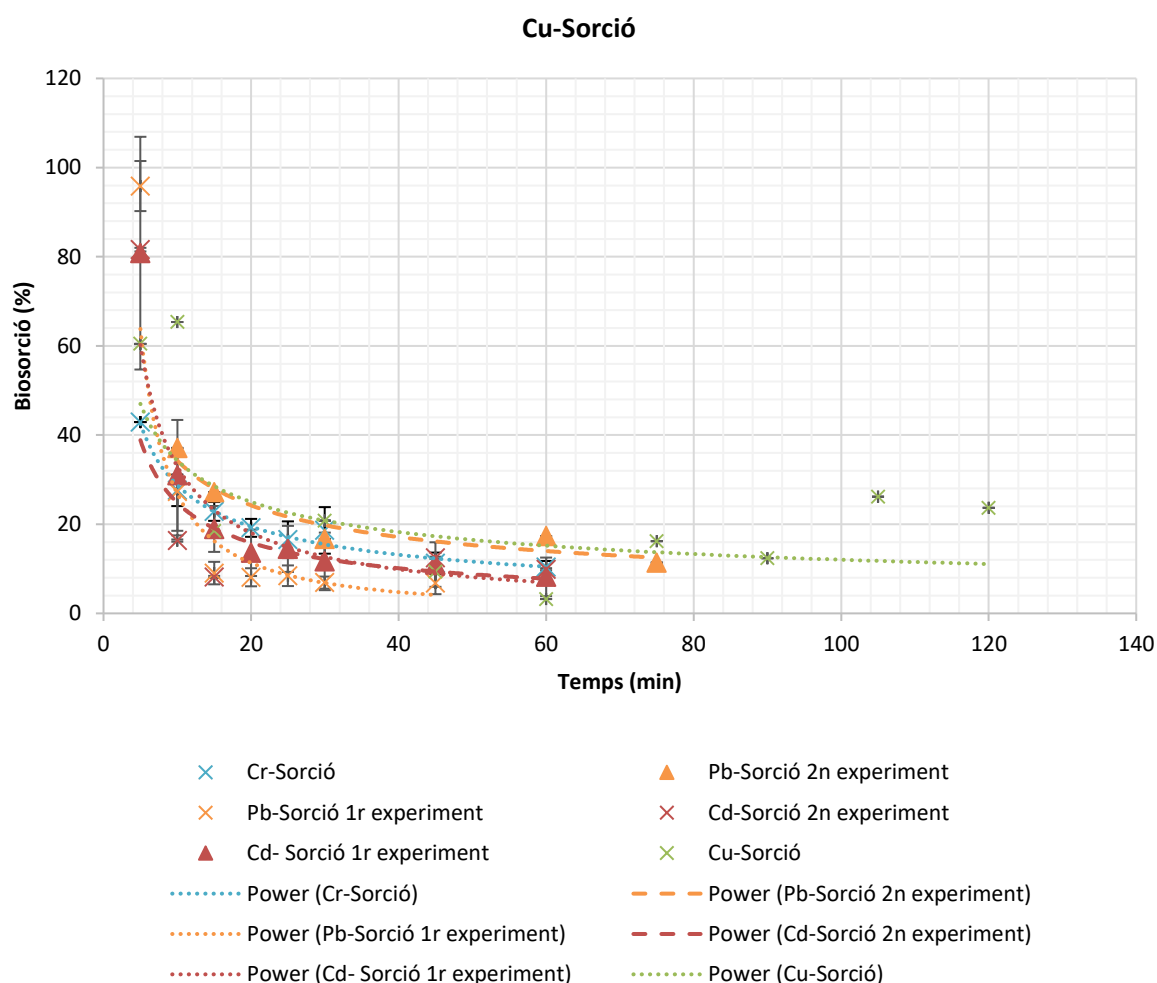 Cu-Sorció
120
100
80
60
40
20
0
0 20 40 60 80 100 120 140
Biosorció (%)
Temps (min)
Cr-Sorció Pb-Sorció 2n experiment
Pb-Sorció 1r experiment Cd-Sorció 2n experiment
Cd- Sorció 1r experiment Cu-Sorció
Power (Cr-Sorció) Power (Pb-Sorció 2n experiment)
Power (Pb-Sorció 1r experiment) Power (Cd-Sorció 2n experiment)
Power (Cd- Sorció 1r experiment) Power (Cu-Sorció)